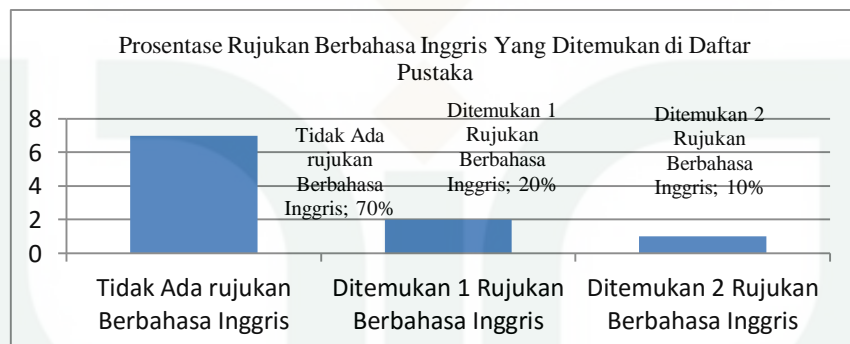 Prosentase Rujukan Berbahasa Inggris Yang Ditemukan di Daftar
Pustaka
8
6
4
2
0
Tidak Ada
rujukan
Berbahasa
Inggris; 70%
Ditemukan 1
Rujukan
Berbahasa
Inggris; 20%
Ditemukan 2
Rujukan
Berbahasa
Inggris; 10%
Tidak Ada rujukan
Berbahasa Inggris
Ditemukan 1 Rujukan
Berbahasa Inggris
Ditemukan 2 Rujukan
Berbahasa Inggris